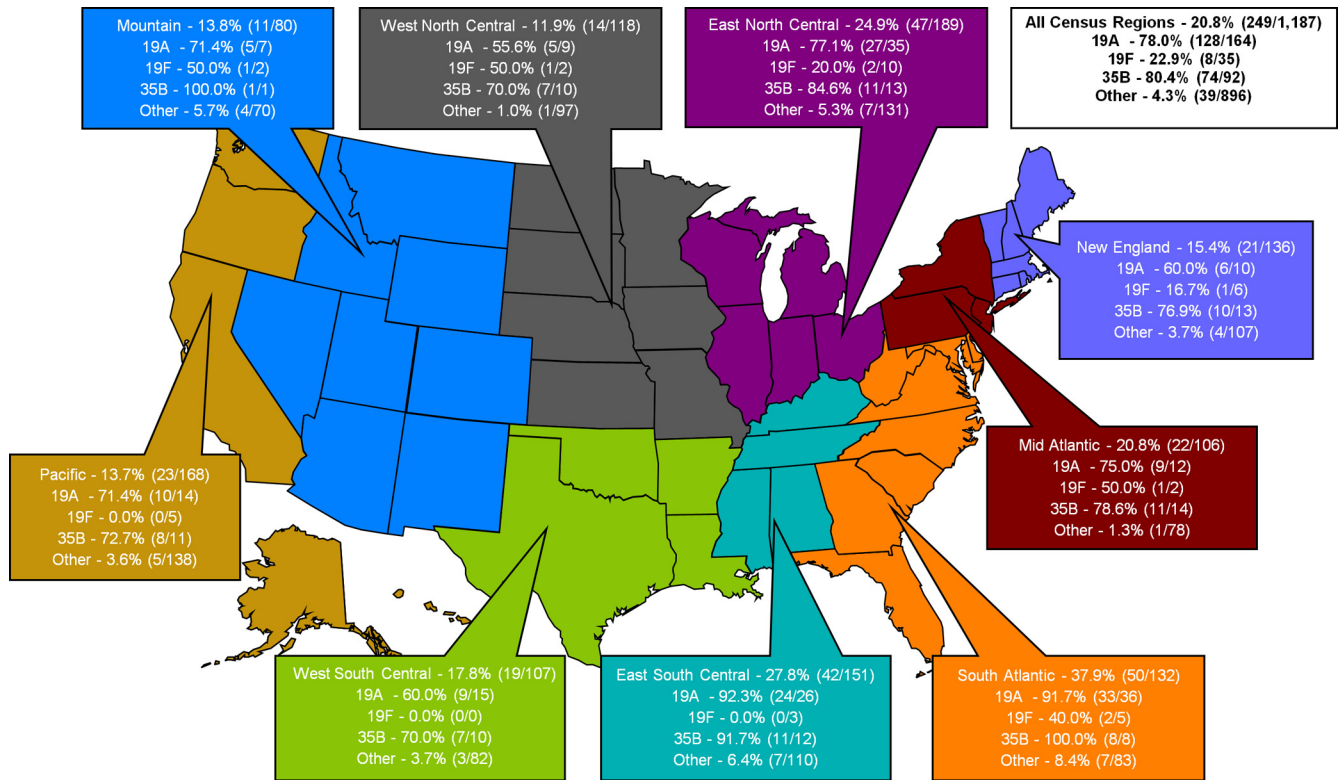 Mountain - 13.8% (11/80)
19A - 71.4% (5/7)
19F - 50.0% (1/2)
35B - 100.0% (1/1)
Other - 5.7% (4/70)
West North Central - 11.9% (14/118)
19A - 55.6% (5/9)
19F - 50.0% (1/2)
35B - 70.0% (7/10)
Other - 1.0% (1/97)
East North Central - 24.9% (47/189)
19A - 77.1% (27/35)
19F - 20.0% (2/10)
35B - 84.6% (11/13)
Other - 5.3% (7/131)
All Census Regions - 20.8% (249/1,187)
19A - 78.0% (128/164)
19F - 22.9% (8/35)
35B - 80.4% (74/92)
Other - 4.3% (39/896)
New England - 15.4% (21/136)
19A - 60.0% (6/10)
19F - 16.7% (1/6)
35B - 76.9% (10/13)
Other - 3.7% (4/107)
Mid Atlantic - 20.8% (22/106)
19A - 75.0% (9/12)
19F - 50.0% (1/2)
35B - 78.6% (11/14)
Other - 1.3% (1/78)
Pacific - 13.7% (23/168)
19A - 71.4% (10/14)
19F - 0.0% (0/5)
35B - 72.7% (8/11)
Other - 3.6% (5/138)
West South Central - 17.8% (19/107)
19A - 60.0% (9/15)
19F - 0.0% (0/0)
35B - 70.0% (7/10)
Other - 3.7% (3/82)
East South Central - 27.8% (42/151)
19A - 92.3% (24/26)
19F - 0.0% (0/3)
35B - 91.7% (11/12)
Other - 6.4% (7/110)
South Atlantic - 37.9% (50/132)
19A - 91.7% (33/36)
19F - 40.0% (2/5)
35B - 100.0% (8/8)
Other - 8.4% (7/83)